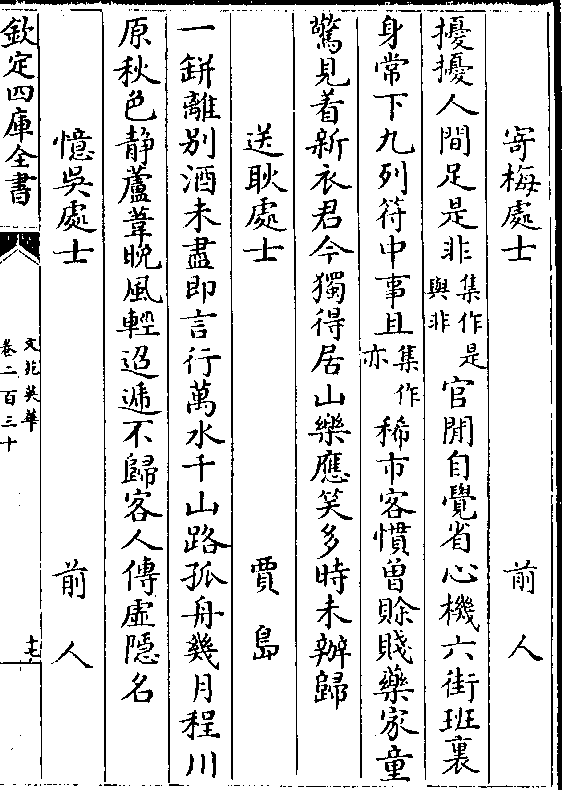 寄梅處士　前人
擾擾人間足是非集作是與非官閒自覺省心機六街班裏
身常下九列符中事且集作亦稀市客慣曽賒賤藥家童
驚見着新衣君今獨得居山樂應笑多時未辦歸
送耿處士　賈島
一缾離别酒未盡即言行萬水千山路孤舟幾月程川
原秋色静蘆葦晩風輕迢遞不歸客人傳虛隱名
憶吳處士　前人
欽定四庫全書
文苑英華
卷二百三十
十七